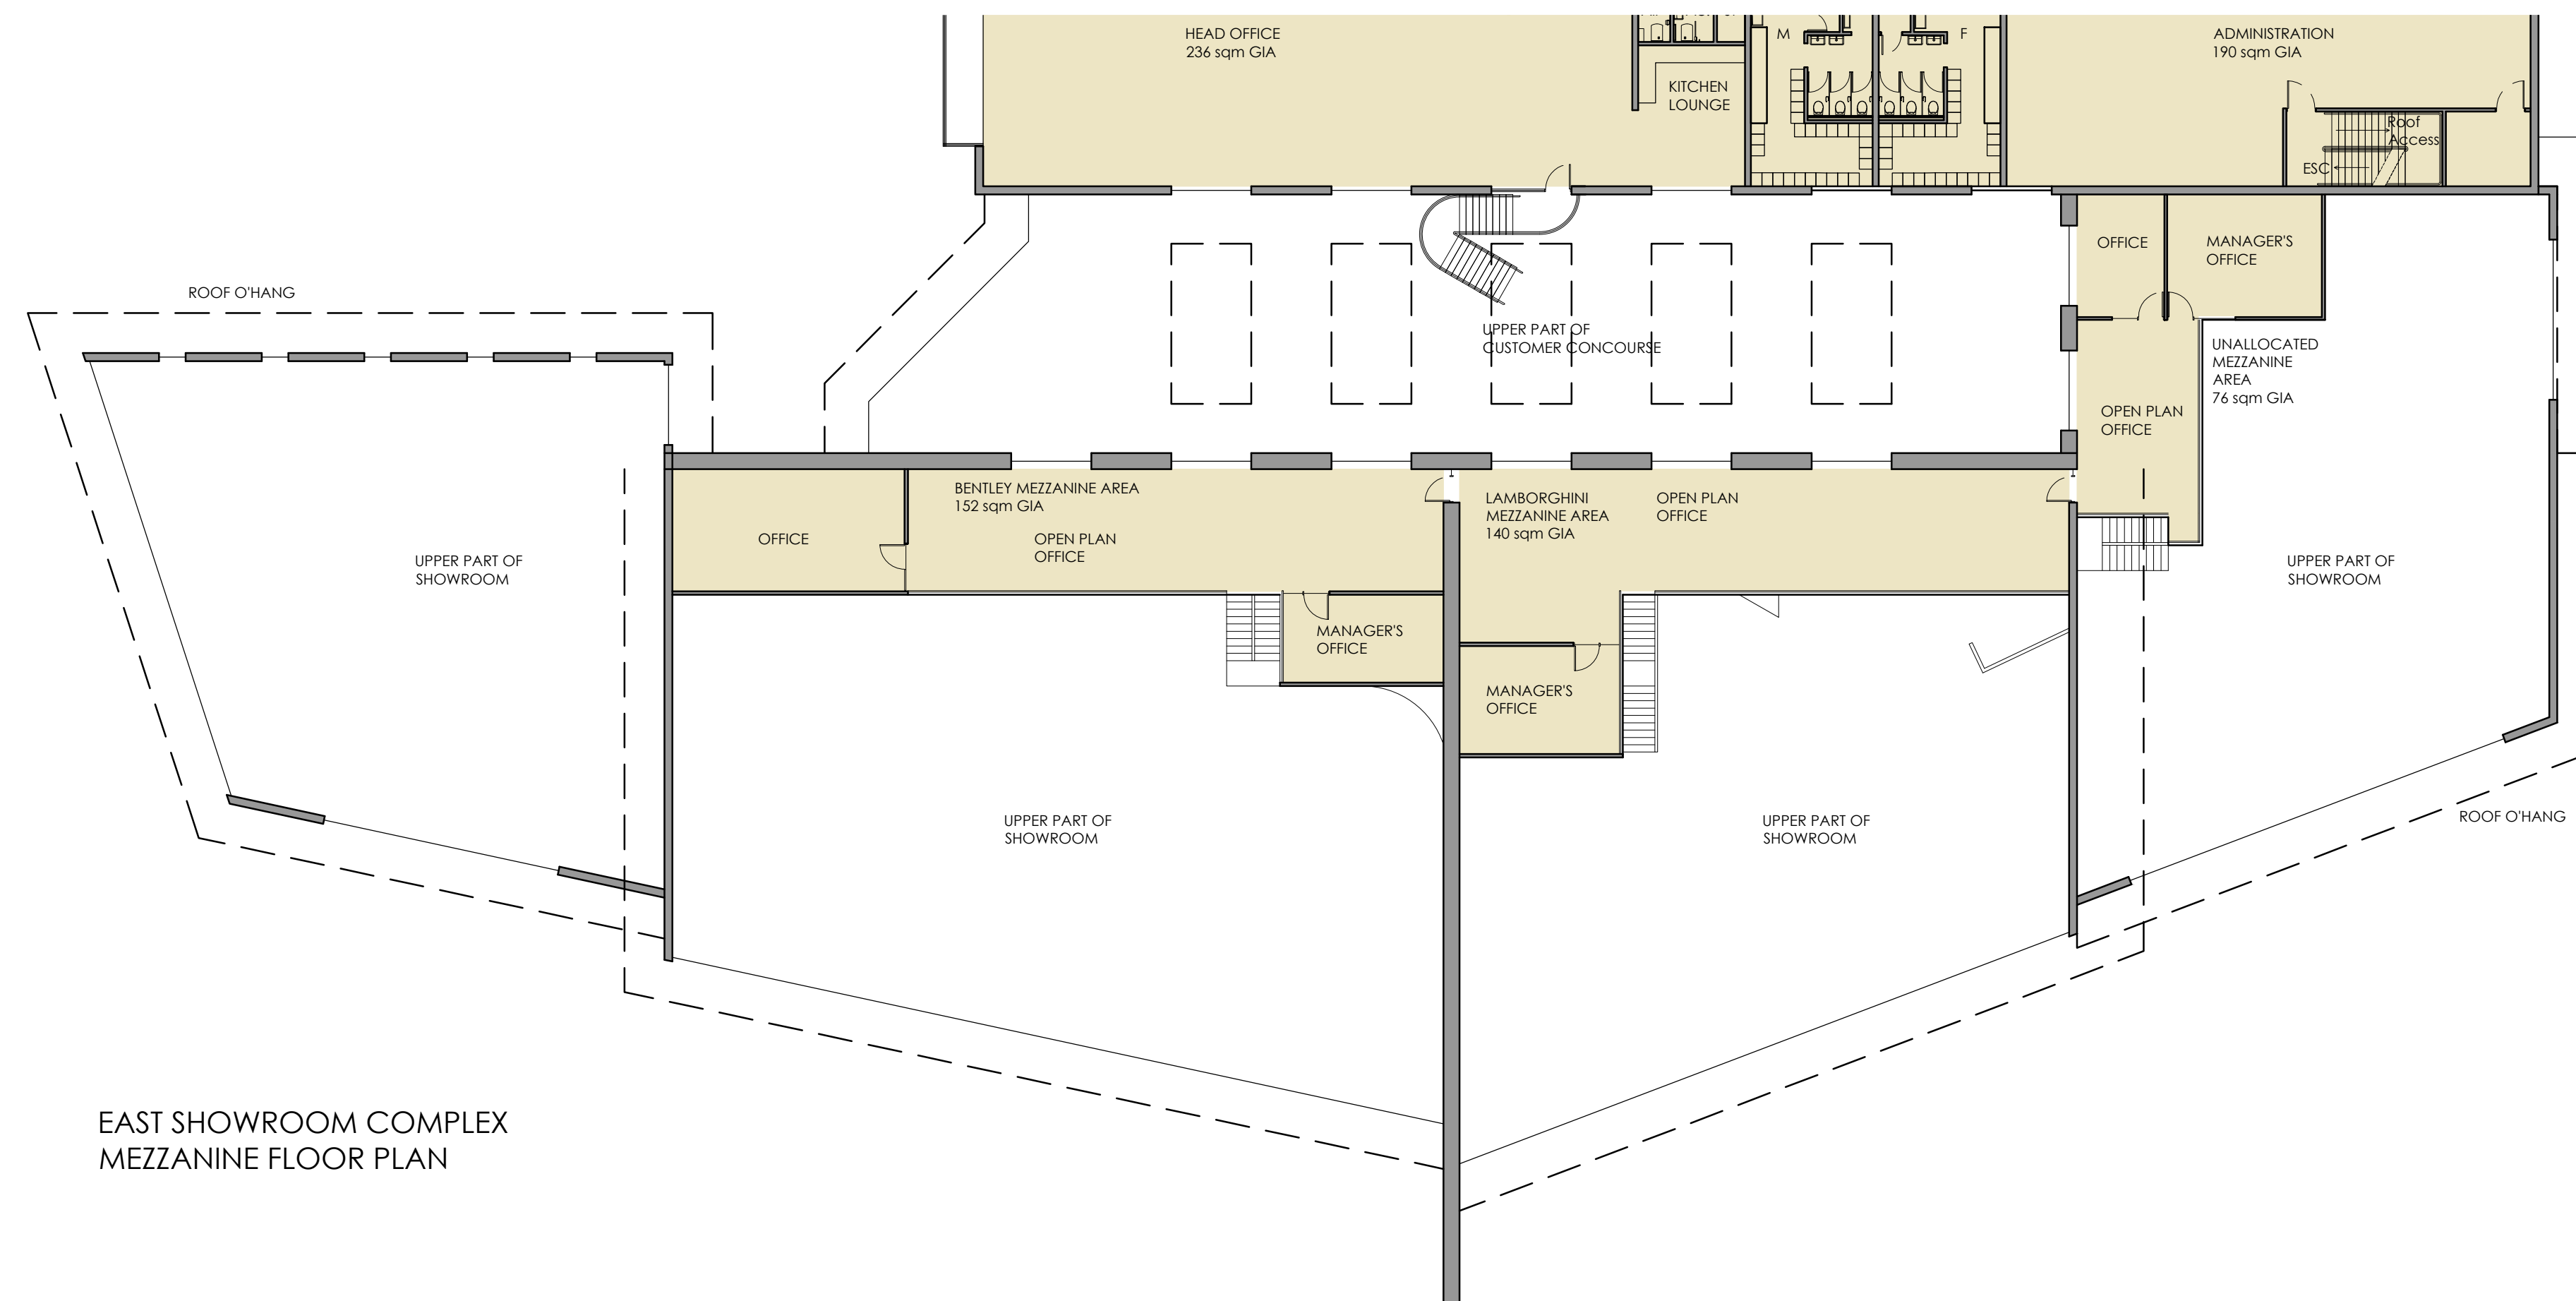 HEAD OFFICE
236 sqm GIA
KITCHEN
LOUNGE
M
F
ADMINISTRATION
190 sqm GIA
Roof
Access
ESC
OFFICE
MANAGER'S
OFFICE
ROOF O'HANG
UPPER PART OF
CUSTOMER CONCOURSE
UNALLOCATED
MEZZANINE
AREA
76 sqm GIA
OPEN PLAN
OFFICE
BENTLEY MEZZANINE AREA
152 sqm GIA
OFFICE
OPEN PLAN
OFFICE
LAMBORGHINI
MEZZANINE AREA
140 sqm GIA
OPEN PLAN
OFFICE
UPPER PART OF
SHOWROOM
UPPER PART OF
SHOWROOM
MANAGER'S
OFFICE
MANAGER'S
OFFICE
UPPER PART OF
SHOWROOM
UPPER PART OF
SHOWROOM
ROOF O'HANG
EAST SHOWROOM COMPLEX
MEZZANINE FLOOR PLAN